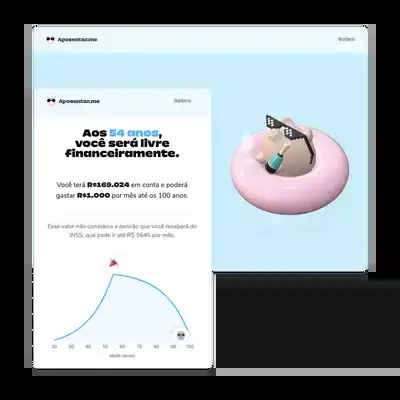 Aposentar.me
Sobre
Aposentar.me
Sobre
Aos 54 anos,
você será livre
financeiramente.
Você terá R$169.024 em conta e poderá
gastar R$1.000 por mês até os 100 anos.
Esse valor não considera a pensão que você receberá do
INSS, que pode ir até R$ 5645 por mês.
20 30 40 50 60 70 80 90 100
Idade (anos)